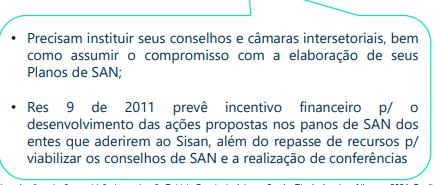 • Precisam instituir seus conselhos e câmaras intersetoriais, bem
como assumir o compromisso com a elaboração de seus
Planos de SAN;
• Res 9 de 2011 prevê incentivo financeiro p/ o
desenvolvimento das ações propostas nos panos de SAN dos
entes que aderirem ao Sisan, além do repasse de recursos p/
viabilizar os conselhos de SAN e a realização de conferências